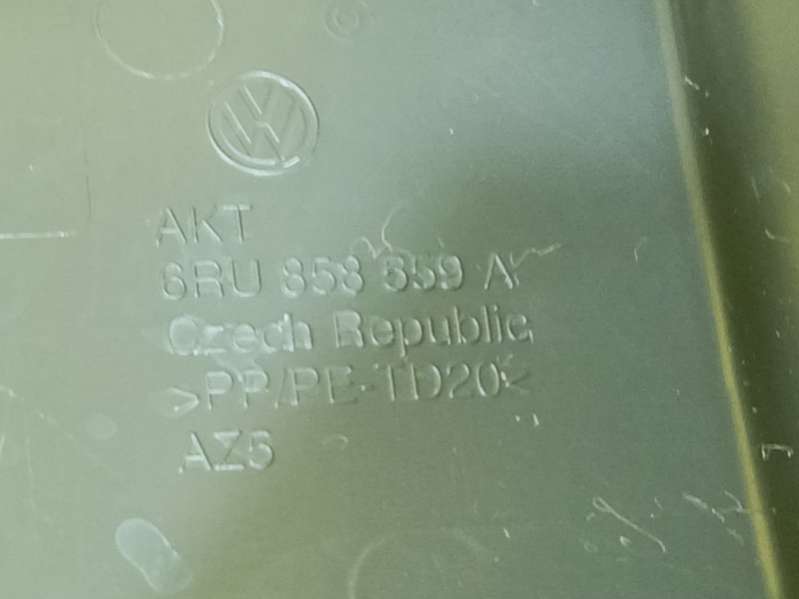 AKT
6RU 858 559 A
Czech Republic
>PP/PE-TD20<
AZ5